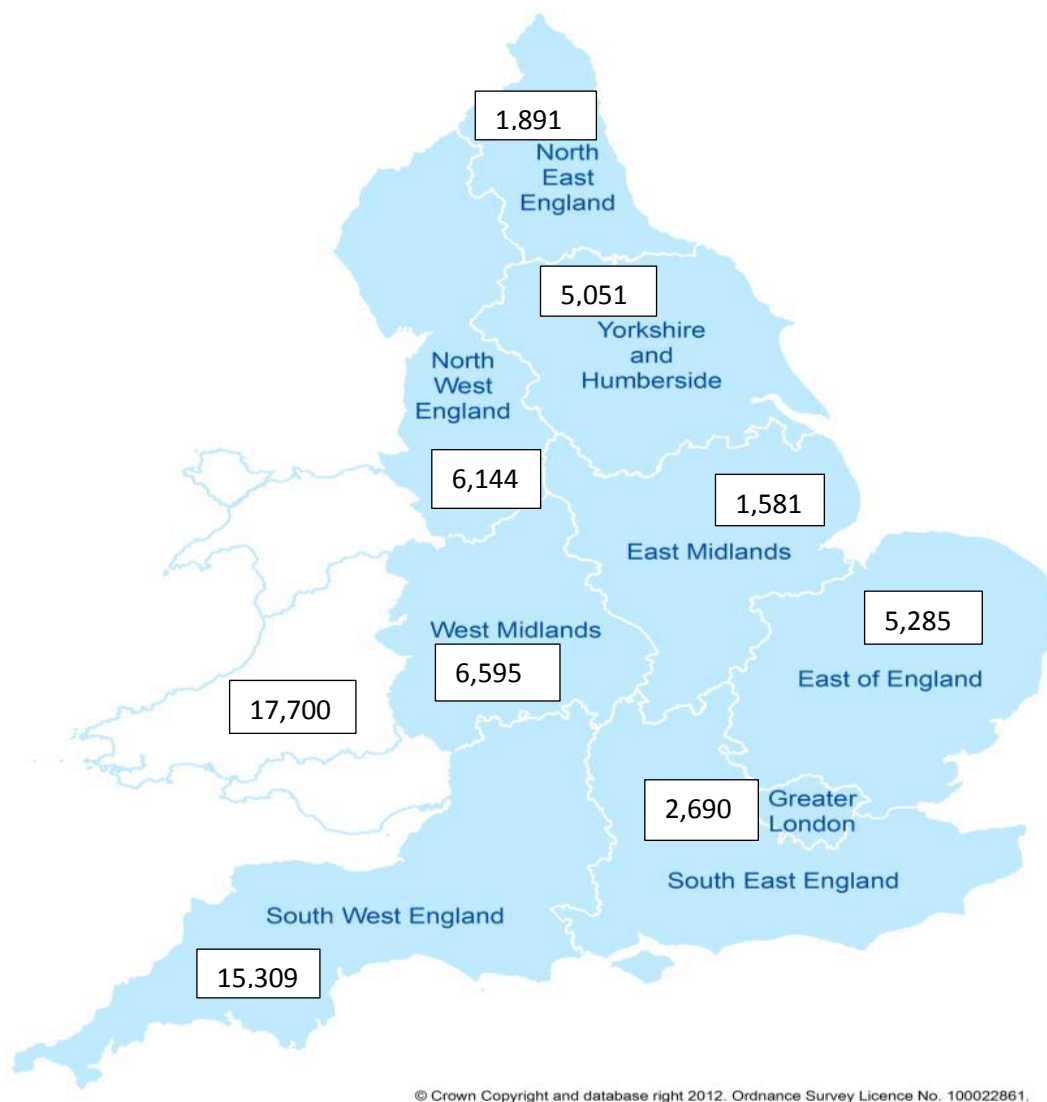 1.891
North
East
England
5,051
Yorkshire
and
Humberside
North
West
England
6,144
1,581
East Midlands
5,285
East of England
West Midlands
6,595
17,700
2,690
Greater
London
South East England
South West England
15.309
© Crown Copyright and database right 2012. Ordnance Survey Licence No. 100022861.